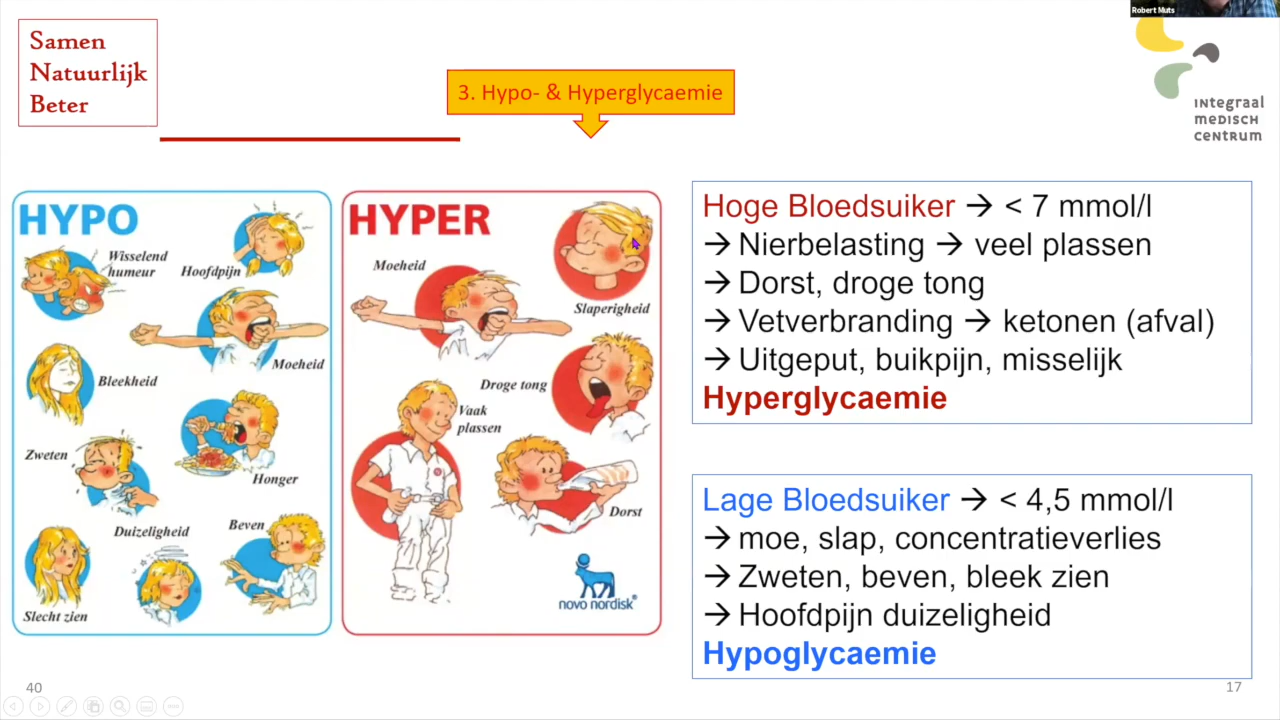 Robert Muts
Samen
Natuurlijk
Beter
3. Hypo- & Hyperglycaemie
INTEGRAAL
MEDISCH
CENTRUM
HYPO
Wisselend
humeur
Hoofdpijn
Moeheid
Bleekheid
Zweten
Honger
Duizeligheid
Beven
Slecht zien
HYPER
Moeheid
Slaperigheid
Droge tong
Vaak
plassen
Dorst
novo nordisk®
Hoge Bloedsuiker → < 7 mmol/l
→ Nierbelasting → veel plassen
→ Dorst, droge tong
→ Vetverbranding → ketonen (afval)
→ Uitgeput, buikpijn, misselijk
Hyperglycaemie
Lage Bloedsuiker → < 4,5 mmol/l
→ moe, slap, concentratieverlies
→ Zweten, beven, bleek zien
→ Hoofdpijn duizeligheid
Hypoglycaemie
40
17